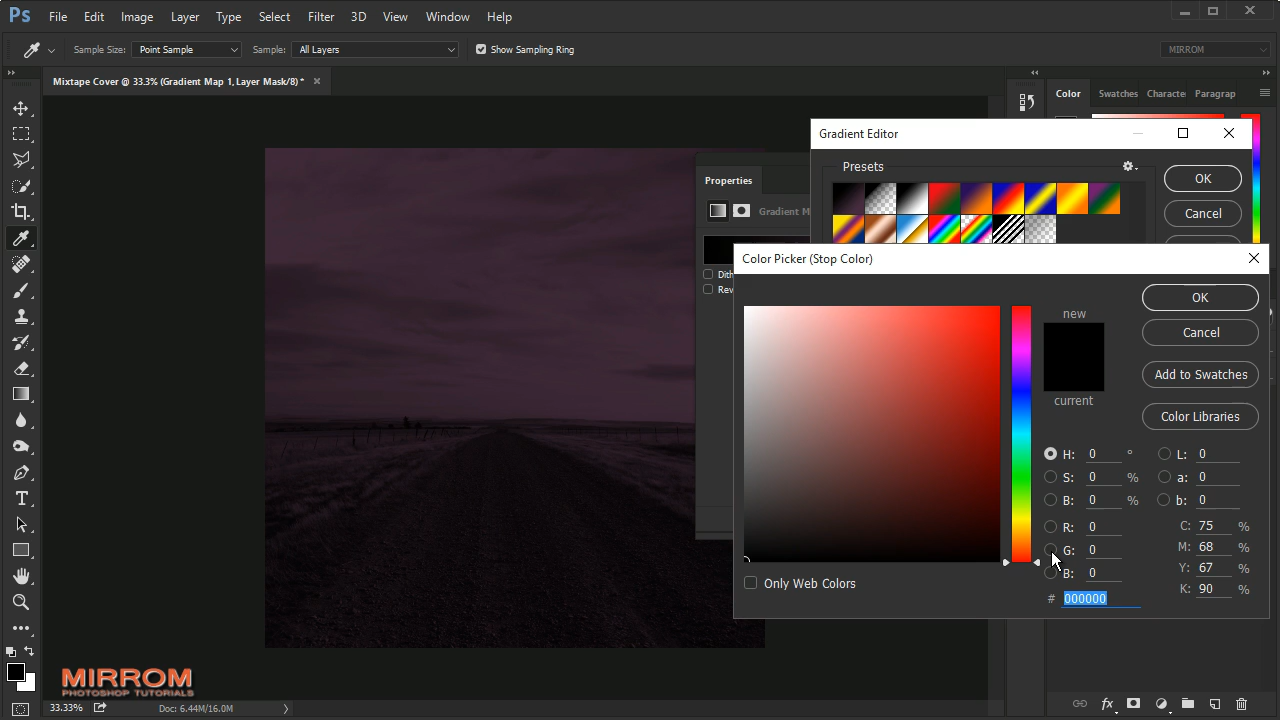 Ps File Edit Image Layer Type Select Filter 3D View Window Help
Sample Size: Point Sample Sample: All Layers Show Sampling Ring MIRROM
Mixtape Cover @ 33.3% (Gradient Map 1, Layer Mask/8) *
Color Swatches Characte Paragrap
Gradient Editor
Presets
OK
Cancel
Properties
Gradient M
Dith
Rev
Color Picker (Stop Color)
new
current
OK
Cancel
Add to Swatches
Color Libraries
H: 0 ° L: 0
S: 0 % a: 0
B: 0 % b: 0
R: 0 C: 75 %
G: 0 M: 68 %
B: 0 Y: 67 %
K: 90 %
# 000000
Only Web Colors
MIRROM
PHOTOSHOP TUTORIALS
33.33% Doc: 6.44M/16.0M
fx